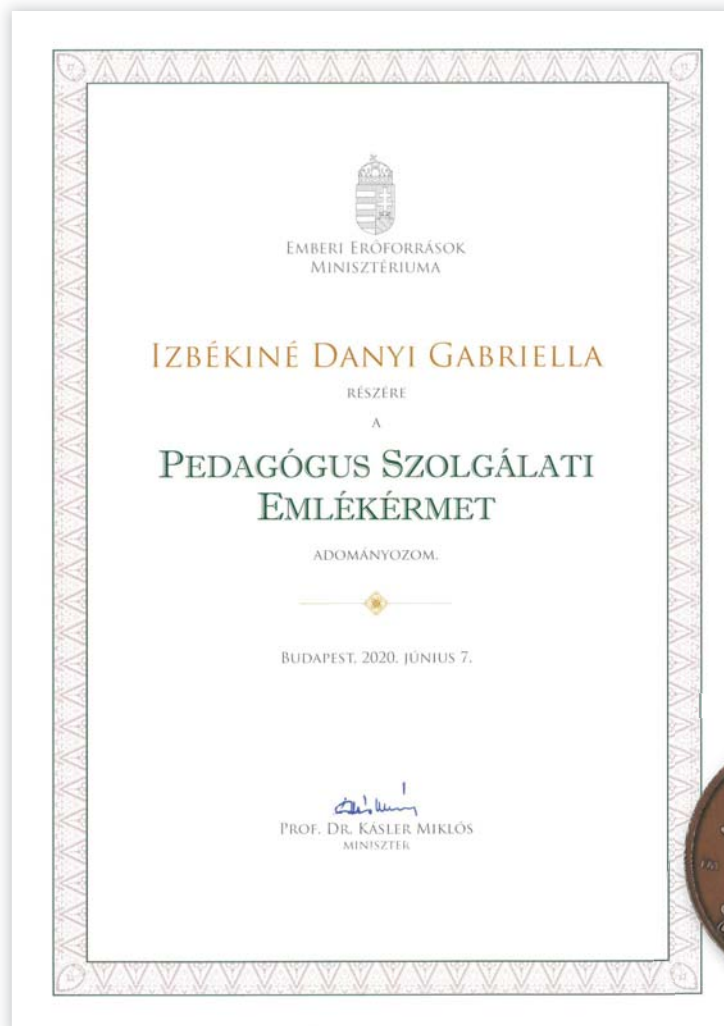 EMBERI ERŐFORRÁSOK
MINISZTÉRIUMA
IZBÉKINÉ DANYI GABRIELLA
RÉSZÉRE
A
PEDAGÓGUS SZOLGÁLATI
EMLÉKÉRMET
ADOMÁNYOZOM.
BUDAPEST, 2020. JÚNIUS 7.
PROF. DR. KÁSLER MIKLÓS
MINISZTER